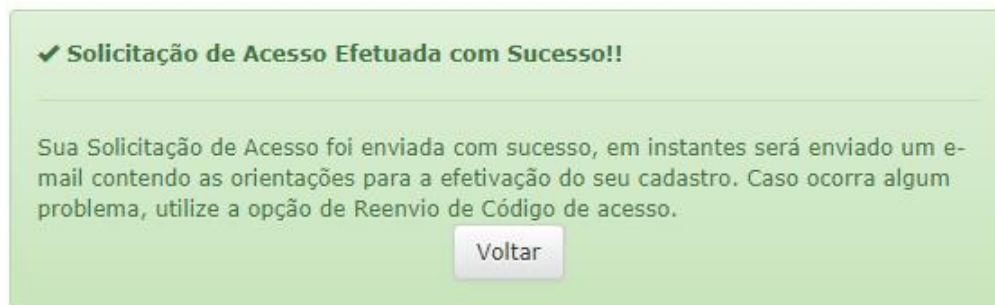 ✔ Solicitação de Acesso Efetuada com Sucesso!!
Sua Solicitação de Acesso foi enviada com sucesso, em instantes será enviado um e-
mail contendo as orientações para a efetivação do seu cadastro. Caso ocorra algum
problema, utilize a opção de Reenvio de Código de acesso.
Voltar